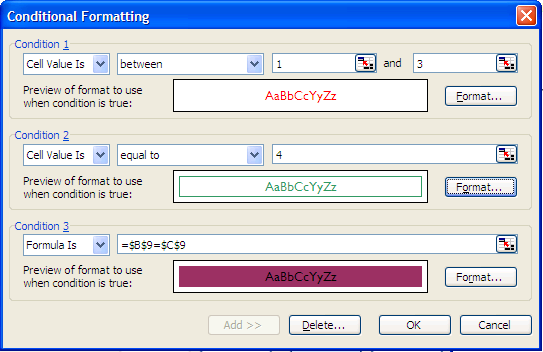 Conditional Formatting
Condition 1
Cell Value Is between 1 and 3
Preview of format to use
when condition is true:
AaBbCcYyZz
Format...
Condition 2
Cell Value Is equal to 4
Preview of format to use
when condition is true:
AaBbCcYyZz
Format...
Condition 3
Formula Is =$B$9=$C$9
Preview of format to use
when condition is true:
AaBbCcYyZz
Format...
Add >> Delete... OK Cancel